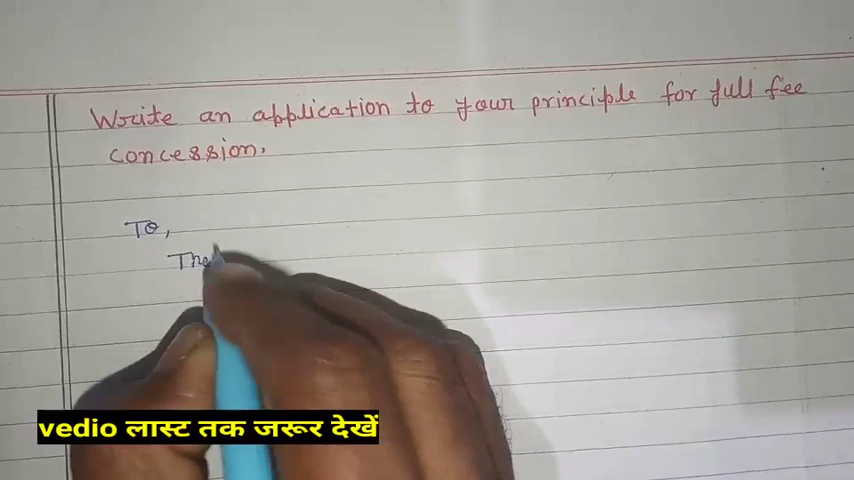 Write an application to your principle for full fee
concession.
To,
The
vedio लास्ट तक जरूर देखें